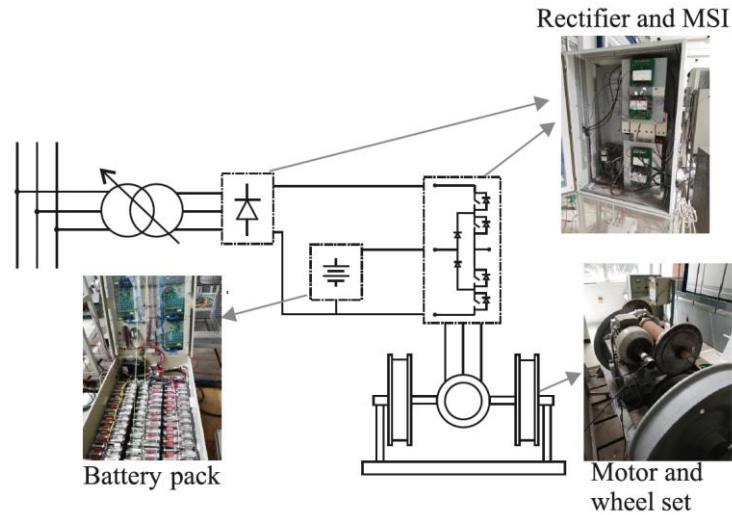 Rectifier and MSI
Battery pack
Motor and
wheel set